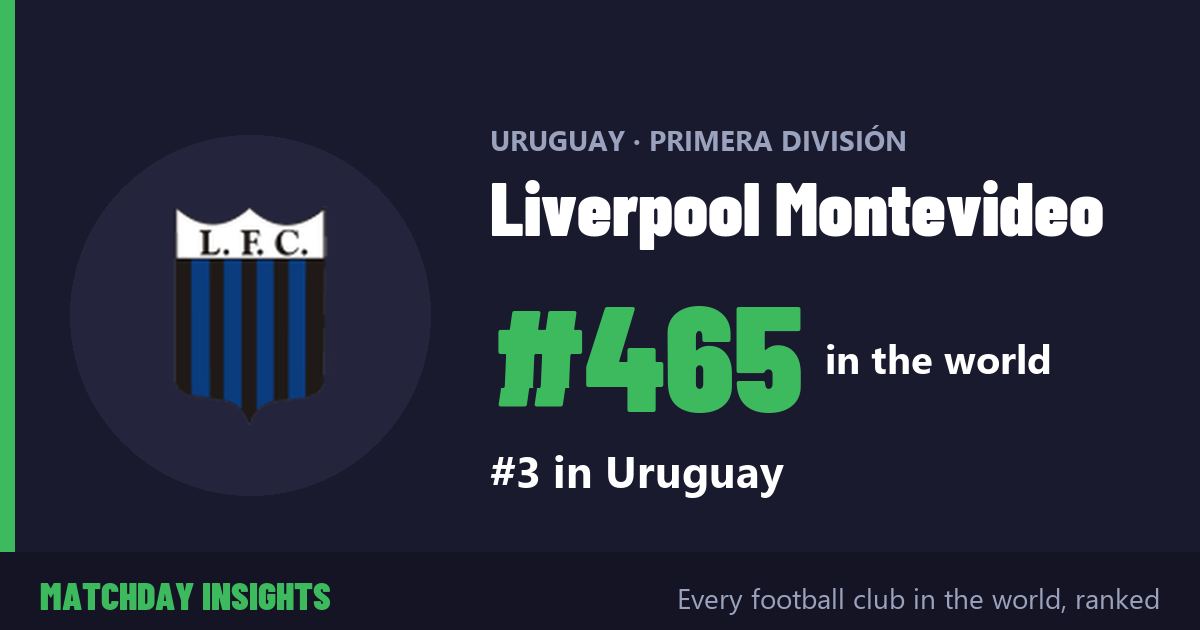 L. F. C.
URUGUAY · PRIMERA DIVISIÓN
Liverpool Montevideo
#465 in the world
#3 in Uruguay
MATCHDAY INSIGHTS
Every football club in the world, ranked